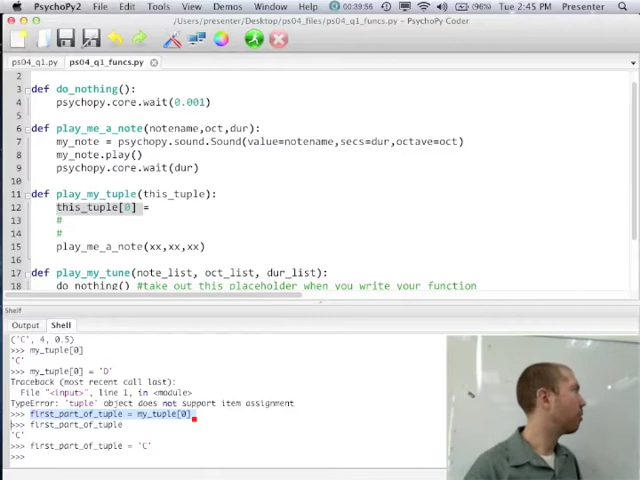 PsychoPy2 File Edit Tools View Demos Window Help 00:39:56 (96%) Tue 2:45 PM Presenter
/Users/presenter/Desktop/ps04_files/ps04_q1_funcs.py - PsychoPy Coder
ps04_q1.py ps04_q1_funcs.py
2
3 def do_nothing():
4 psychopy.core.wait(0.001)
5
6 def play_me_a_note(notename,oct,dur):
7 my_note = psychopy.sound.Sound(value=notename,secs=dur,octave=oct)
8 my_note.play()
9 psychopy.core.wait(dur)
10
11 def play_my_tuple(this_tuple):
12 this_tuple[0] =
13 #
14 #
15 play_me_a_note(xx,xx,xx)
16
17 def play_my_tune(note_list, oct_list, dur_list):
18 do_nothing() #take out this placeholder when you write your function
Shelf
Output Shell
('C', 4, 0.5)
>>> my_tuple[0]
'C'
>>> my_tuple[0] = 'D'
Traceback (most recent call last):
File "<input>", line 1, in <module>
TypeError: 'tuple' object does not support item assignment
>>> first_part_of_tuple = my_tuple[0]
>>> first_part_of_tuple
'C'
>>> first_part_of_tuple = 'C'
>>>